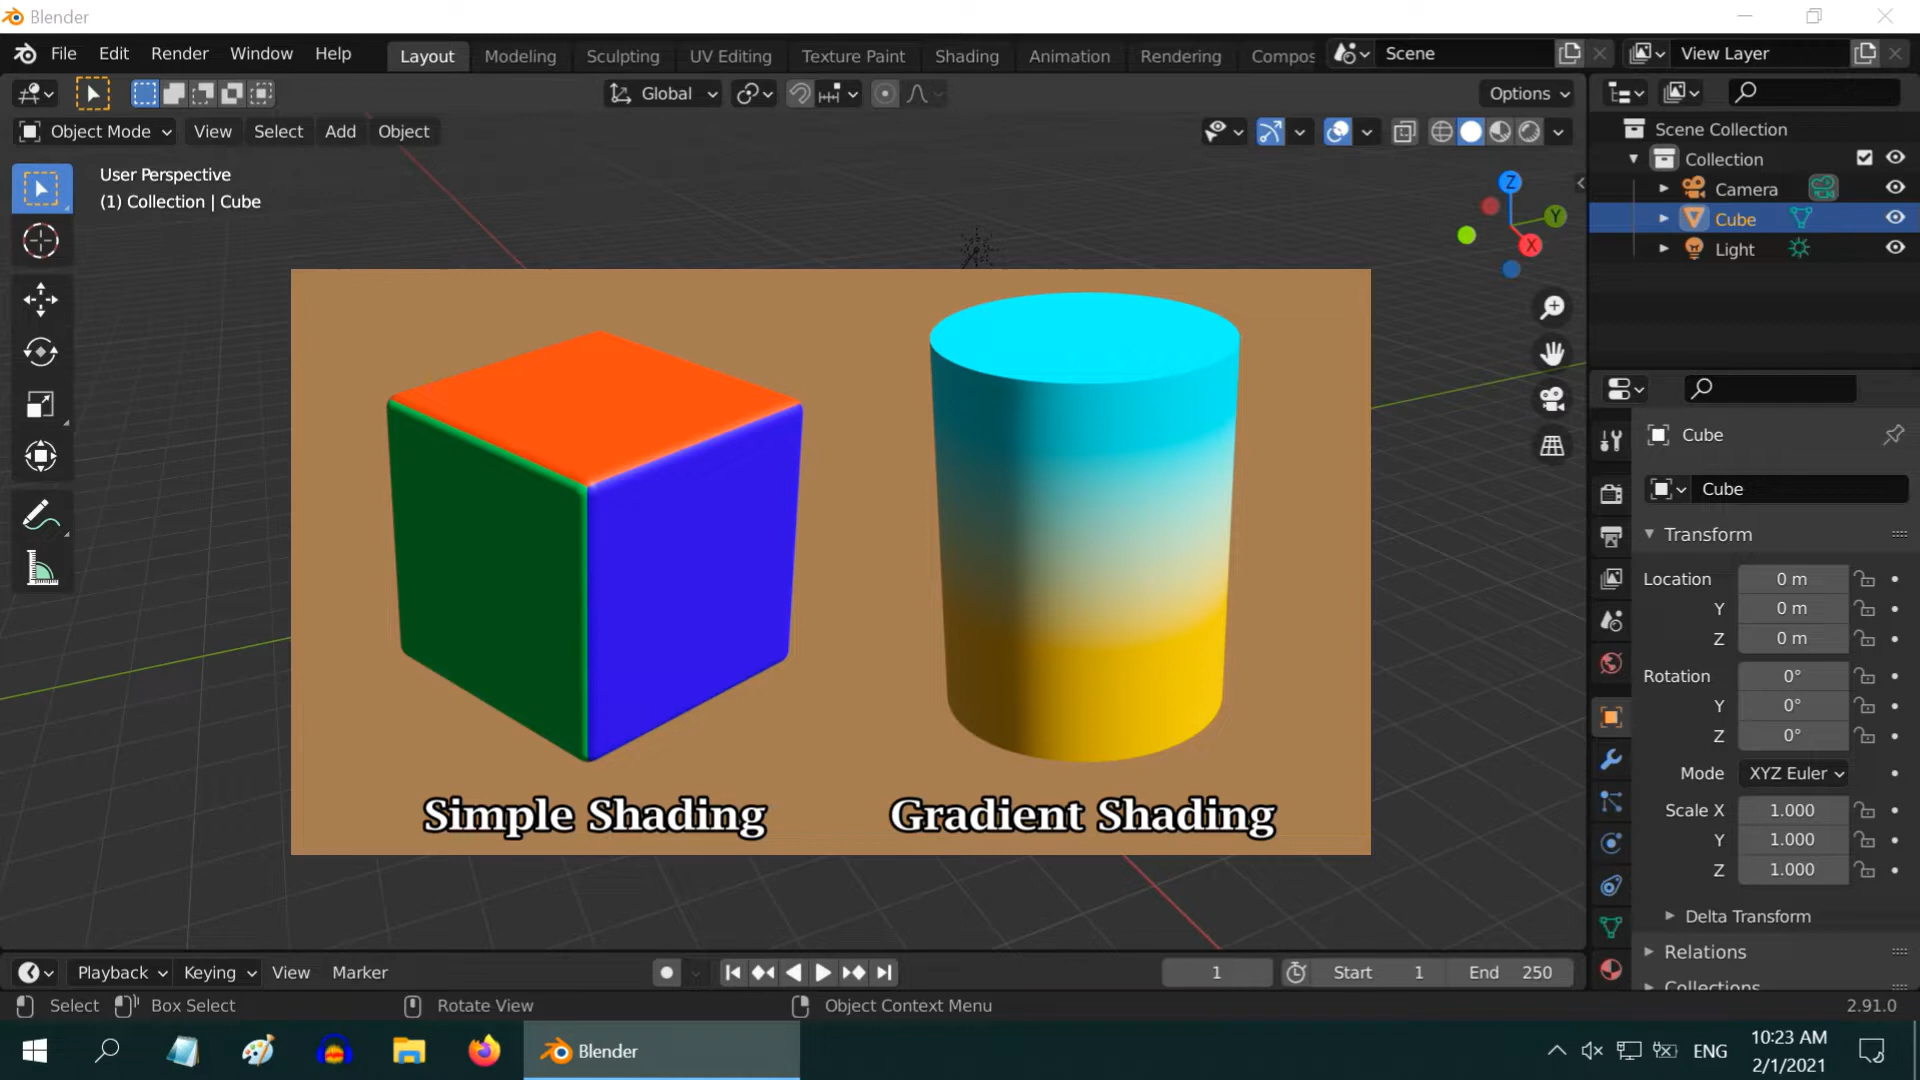 Blender
File Edit Render Window Help
Layout Modeling Sculpting UV Editing Texture Paint Shading Animation Rendering Compos
Scene
View Layer
Global
Options
Object Mode View Select Add Object
User Perspective
(1) Collection | Cube
Z
Y
X
Scene Collection
Collection
Camera
Cube
Light
Simple Shading
Gradient Shading
Cube
Cube
Transform
Location 0 m
Y 0 m
Z 0 m
Rotation 0°
Y 0°
Z 0°
Mode XYZ Euler
Scale X 1.000
Y 1.000
Z 1.000
Delta Transform
Relations
Collections
Playback Keying View Marker
1
Start 1
End 250
Select Box Select Rotate View Object Context Menu
2.91.0
Blender
ENG
10:23 AM
2/1/2021